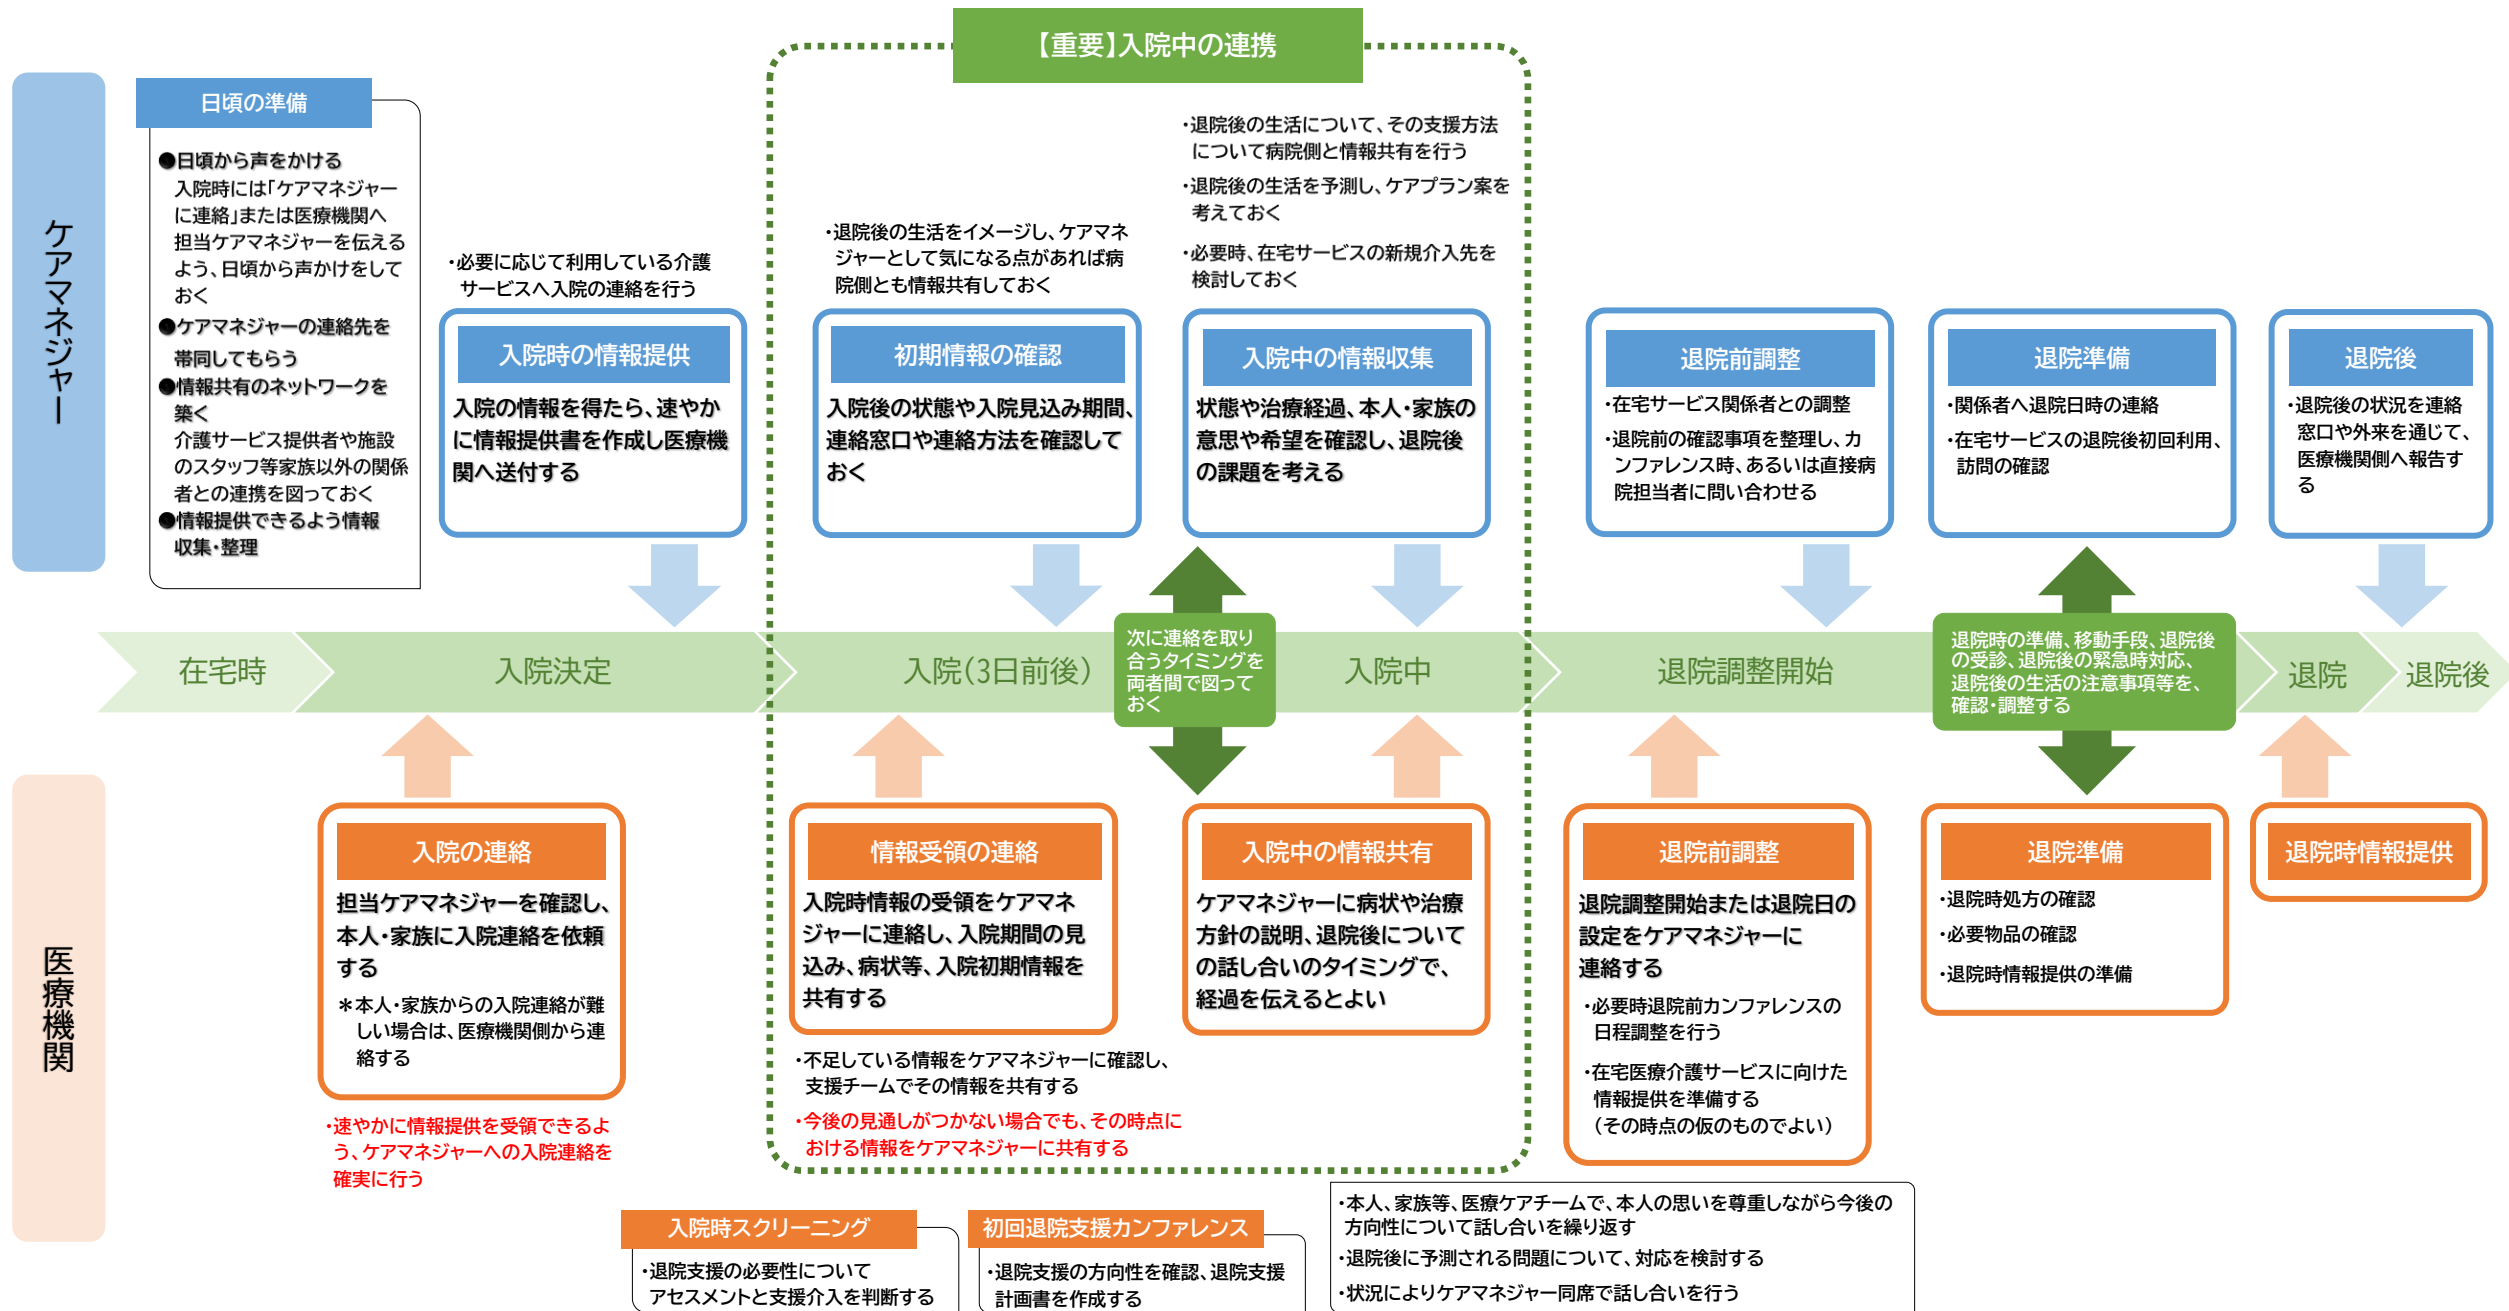 【重要】入院中の連携
ケアマネジャー
日頃の準備
●日頃から声をかける
入院時には「ケアマネジャー
に連絡」または医療機関へ
担当ケアマネジャーを伝える
よう、日頃から声かけをして
おく
●ケアマネジャーの連絡先を
帯同してもらう
●情報共有のネットワークを
築く
介護サービス提供者や施設
のスタッフ等家族以外の関係
者との連携を図っておく
●情報提供できるよう情報
収集・整理
・必要に応じて利用している介護
サービスへ入院の連絡を行う
入院時の情報提供
入院の情報を得たら、速やか
に情報提供書を作成し医療機
関へ送付する
・退院後の生活をイメージし、ケアマネ
ジャーとして気になる点があれば病
院側とも情報共有しておく
初期情報の確認
入院後の状態や入院見込み期間、
連絡窓口や連絡方法を確認して
おく
・退院後の生活について、その支援方法
について病院側と情報共有を行う
・退院後の生活を予測し、ケアプラン案を
考えておく
・必要時、在宅サービスの新規介入先を
検討しておく
入院中の情報収集
状態や治療経過、本人・家族の
意思や希望を確認し、退院後
の課題を考える
退院前調整
・在宅サービス関係者との調整
・退院前の確認事項を整理し、カ
ンファレンス時、あるいは直接病
院担当者に問い合わせる
退院準備
・関係者へ退院日時の連絡
・在宅サービスの退院後初回利用、
訪問の確認
退院後
・退院後の状況を連絡
窓口や外来を通じて、
医療機関側へ報告す
る
在宅時
入院決定
入院(3日前後)
次に連絡を取り
合うタイミングを
両者間で図って
おく
入院中
退院調整開始
退院時の準備、移動手段、退院後
の受診、退院後の緊急時対応、
退院後の生活の注意事項等を、
確認・調整する
退院
退院後
医療機関
入院の連絡
担当ケアマネジャーを確認し、
本人・家族に入院連絡を依頼
する
＊本人・家族からの入院連絡が難
しい場合は、医療機関側から連
絡する
・速やかに情報提供を受領できるよ
う、ケアマネジャーへの入院連絡を
確実に行う
情報受領の連絡
入院時情報の受領をケアマネ
ジャーに連絡し、入院期間の見
込み、病状等、入院初期情報を
共有する
・不足している情報をケアマネジャーに確認し、
支援チームでその情報を共有する
・今後の見通しがつかない場合でも、その時点に
おける情報をケアマネジャーに共有する
入院中の情報共有
ケアマネジャーに病状や治療
方針の説明、退院後について
の話し合いのタイミングで、
経過を伝えるとよい
退院前調整
退院調整開始または退院日の
設定をケアマネジャーに
連絡する
・必要時退院前カンファレンスの
日程調整を行う
・在宅医療介護サービスに向けた
情報提供を準備する
（その時点の仮のものでよい）
退院準備
・退院時処方の確認
・必要物品の確認
・退院時情報提供の準備
退院時情報提供
入院時スクリーニング
・退院支援の必要性について
アセスメントと支援介入を判断する
初回退院支援カンファレンス
・退院支援の方向性を確認、退院支援
計画書を作成する
・本人、家族等、医療ケアチームで、本人の思いを尊重しながら今後の
方向性について話し合いを繰り返す
・退院後に予測される問題について、対応を検討する
・状況によりケアマネジャー同席で話し合いを行う